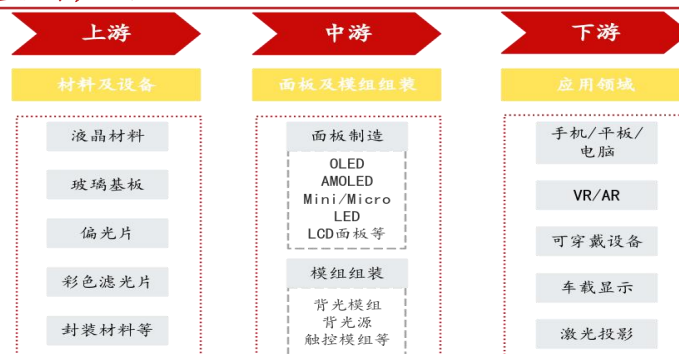 上游
中游
下游
材料及设备
面板及模组组装
应用领域
液晶材料
玻璃基板
偏光片
彩色滤光片
封装材料等
面板制造
OLED
AMOLED
Mini/Micro
LED
LCD面板等
模组组装
背光模组
背光源
触控模组等
手机/平板/
电脑
VR/AR
可穿戴设备
车载显示
激光投影